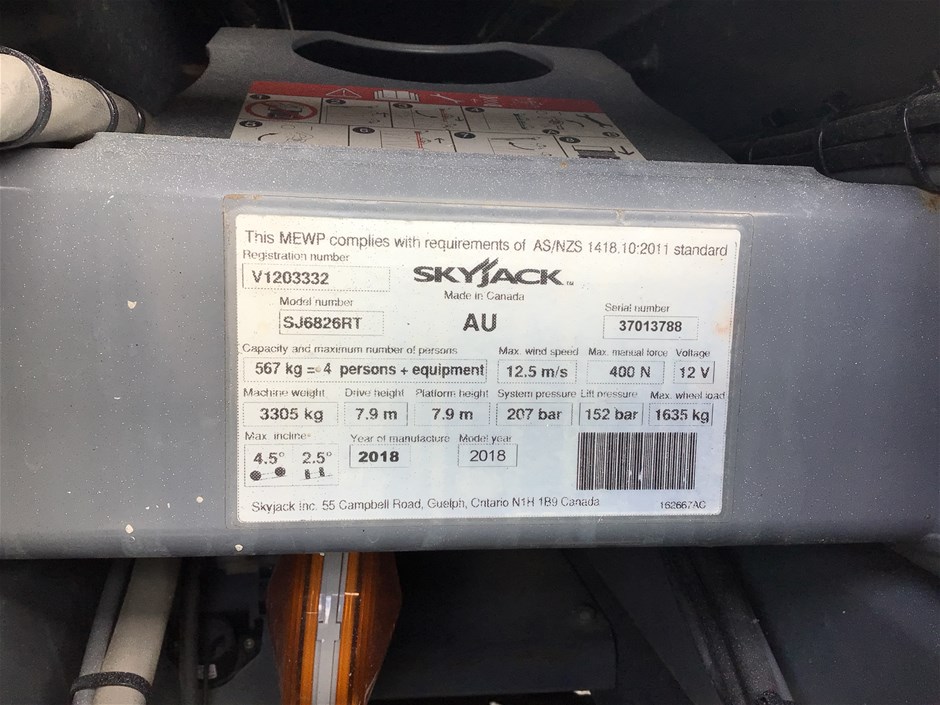 This MEWP complies with requirements of AS/NZS 1418.10:2011 standard
Registration number
V1203332
SKYJACK™
Made in Canada
Model number
SJ6826RT
AU
Serial number
37013788
Capacity and maximum number of persons
567 kg = 4 persons + equipment
Max. wind speed
12.5 m/s
Max. manual force
400 N
Voltage
12 V
Machine weight
3305 kg
Drive height
7.9 m
Platform height
7.9 m
System pressure
207 bar
Lift pressure
152 bar
Max. wheel load
1635 kg
Max. incline
4.5° 2.5°
Year of manufacture
2018
Model year
2018
Skyjack Inc. 55 Campbell Road, Guelph, Ontario N1H 1B9 Canada
162667AC